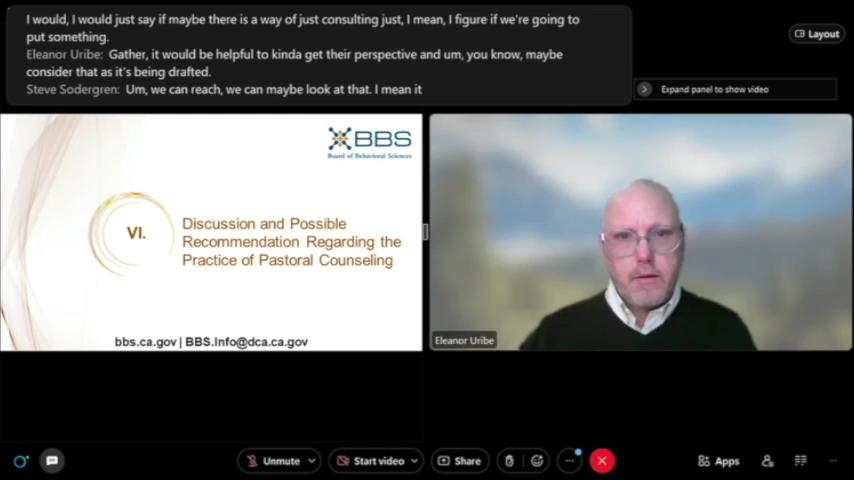 I would, I would just say if maybe there is a way of just consulting just, I mean, I figure if we're going to
put something.
Eleanor Uribe: Gather, it would be helpful to kinda get their perspective and um, you know, maybe
consider that as it's being drafted.
Steve Sodergren: Um, we can reach, we can maybe look at that. I mean it
Layout
Expand panel to show video
BBS
Board of Behavioral Sciences
VI.
Discussion and Possible
Recommendation Regarding the
Practice of Pastoral Counseling
bbs.ca.gov | BBS.Info@dca.ca.gov
Eleanor Uribe
Unmute
Start video
Share
Apps